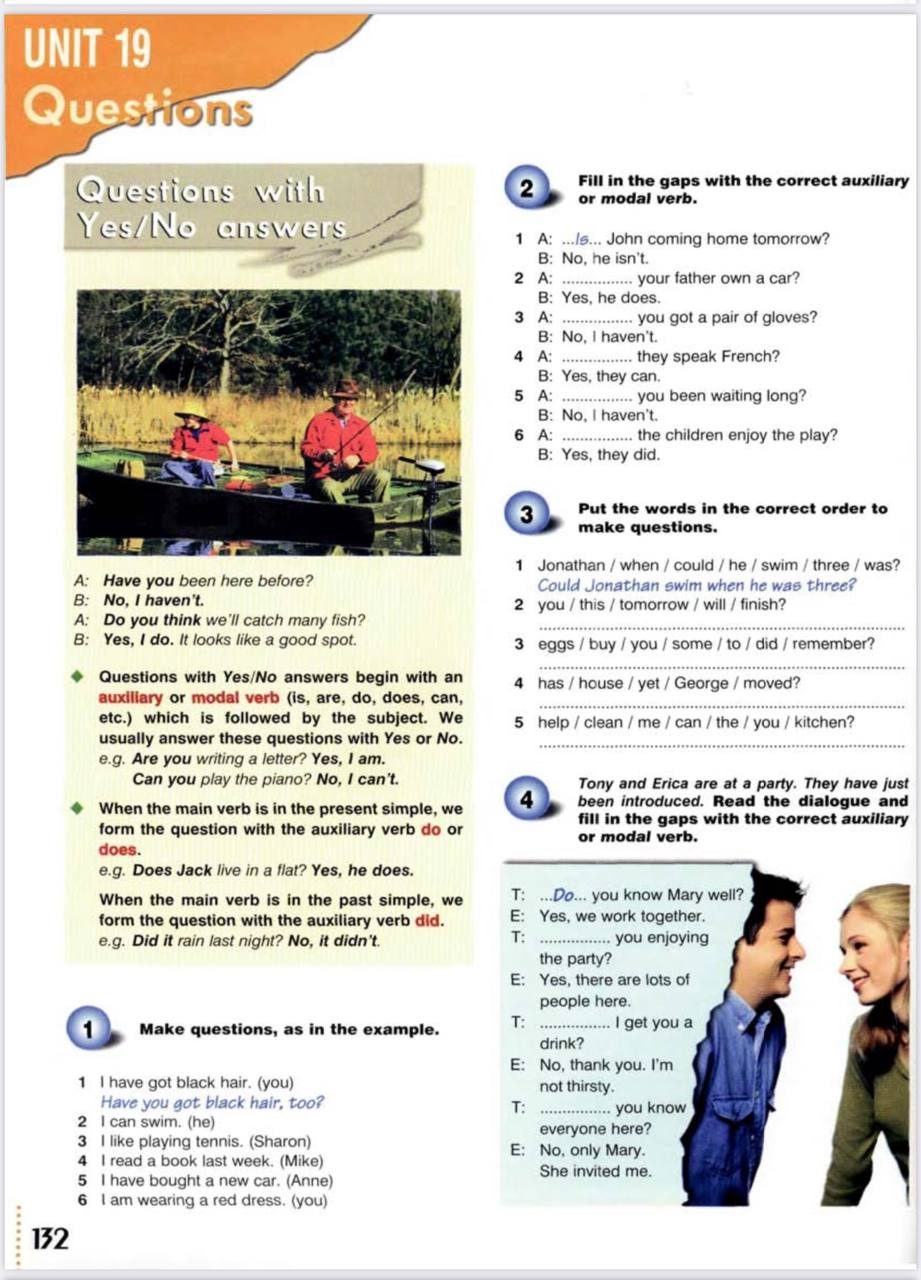 UNIT 19
Questions
Questions with
Yes/No answers
A: Have you been here before?
B: No, I haven't.
A: Do you think we'll catch many fish?
B: Yes, I do. It looks like a good spot.
◆ Questions with Yes/No answers begin with an
auxiliary or modal verb (is, are, do, does, can,
etc.) which is followed by the subject. We
usually answer these questions with Yes or No.
e.g. Are you writing a letter? Yes, I am.
Can you play the piano? No, I can't.
◆ When the main verb is in the present simple, we
form the question with the auxiliary verb do or
does.
e.g. Does Jack live in a flat? Yes, he does.
When the main verb is in the past simple, we
form the question with the auxiliary verb did.
e.g. Did it rain last night? No, it didn't.
1 Make questions, as in the example.
1 I have got black hair. (you)
Have you got black hair, too?
2 I can swim. (he)
3 I like playing tennis. (Sharon)
4 I read a book last week. (Mike)
5 I have bought a new car. (Anne)
6 I am wearing a red dress. (you)
2 Fill in the gaps with the correct auxiliary
or modal verb.
1 A: ...Is... John coming home tomorrow?
B: No, he isn't.
2 A: ................ your father own a car?
B: Yes, he does.
3 A: ................ you got a pair of gloves?
B: No, I haven't.
4 A: ................ they speak French?
B: Yes, they can.
5 A: ................ you been waiting long?
B: No, I haven't.
6 A: ................ the children enjoy the play?
B: Yes, they did.
3 Put the words in the correct order to
make questions.
1 Jonathan / when / could / he / swim / three / was?
Could Jonathan swim when he was three?
2 you / this / tomorrow / will / finish?
................................................................
3 eggs / buy / you / some / to / did / remember?
................................................................
4 has / house / yet / George / moved?
................................................................
5 help / clean / me / can / the / you / kitchen?
................................................................
4 Tony and Erica are at a party. They have just
been introduced. Read the dialogue and
fill in the gaps with the correct auxiliary
or modal verb.
T: ...Do... you know Mary well?
E: Yes, we work together.
T: ................ you enjoying
the party?
E: Yes, there are lots of
people here.
T: ................ I get you a
drink?
E: No, thank you. I'm
not thirsty.
T: ................ you know
everyone here?
E: No, only Mary.
She invited me.
132